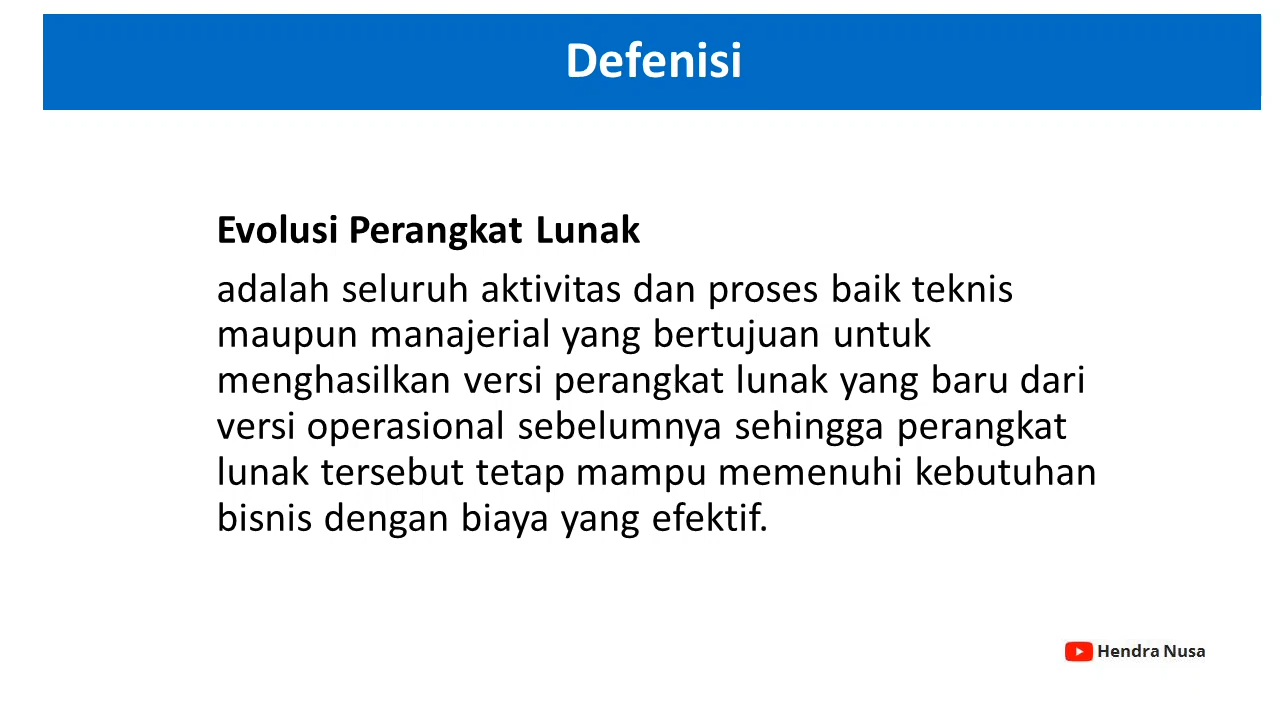 Defenisi
Evolusi Perangkat Lunak
adalah seluruh aktivitas dan proses baik teknis
maupun manajerial yang bertujuan untuk
menghasilkan versi perangkat lunak yang baru dari
versi operasional sebelumnya sehingga perangkat
lunak tersebut tetap mampu memenuhi kebutuhan
bisnis dengan biaya yang efektif.
Hendra Nusa